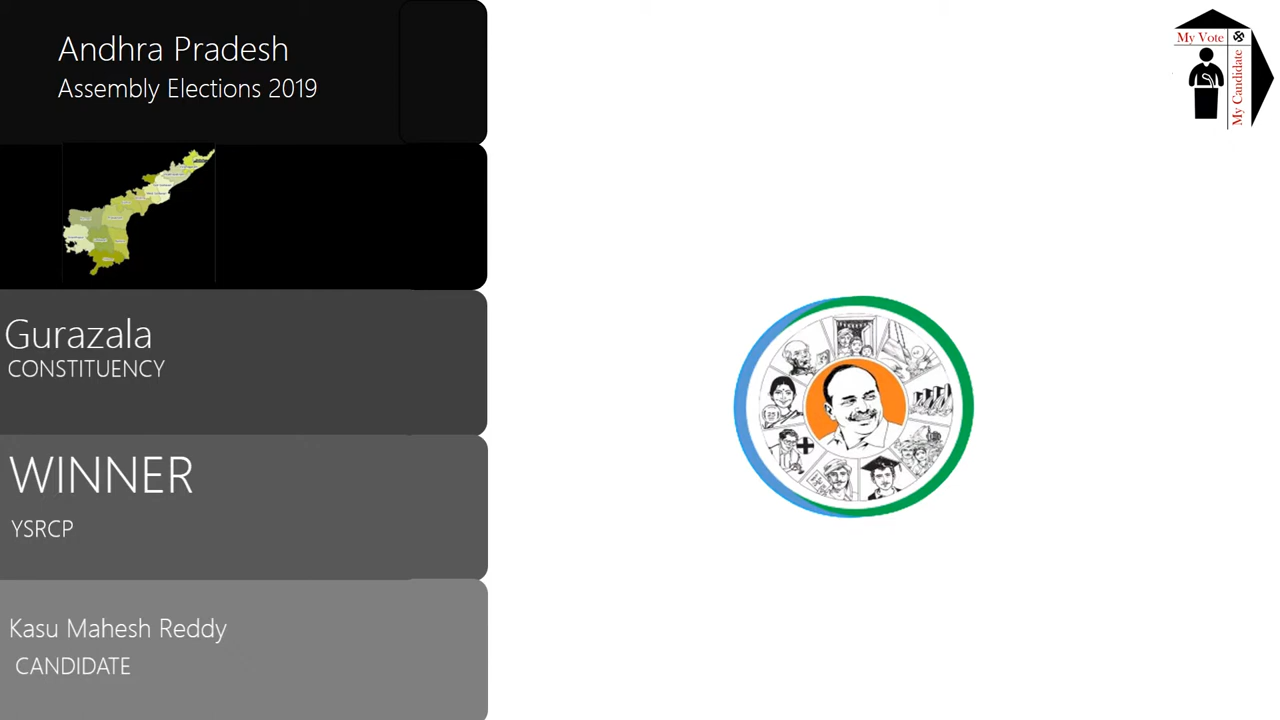 Andhra Pradesh
Assembly Elections 2019
My Vote
My Candidate
Gurazala
CONSTITUENCY
WINNER
YSRCP
Kasu Mahesh Reddy
CANDIDATE